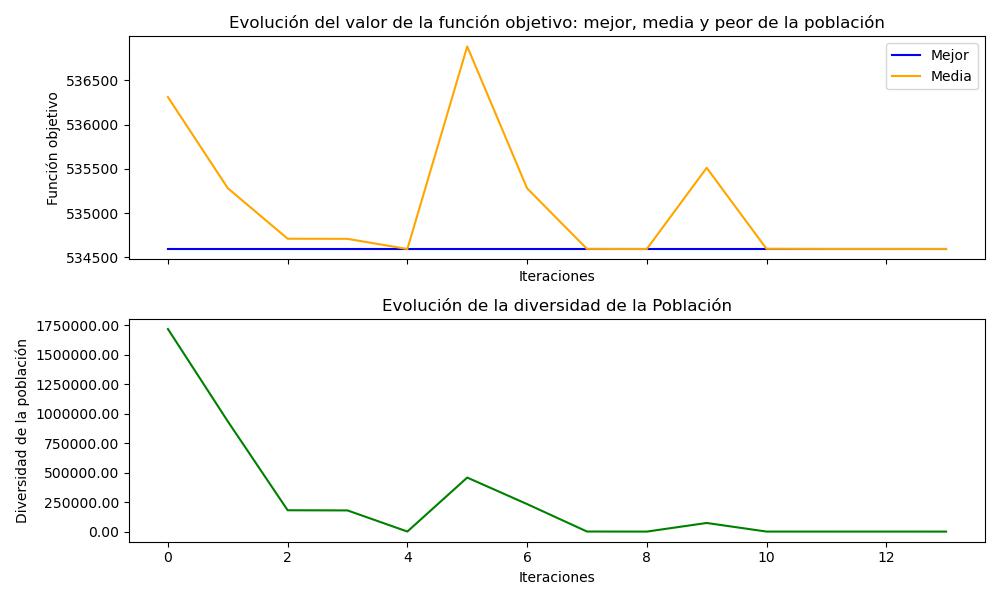 Evolución del valor de la función objetivo: mejor, media y peor de la población
Mejor
Media
Función objetivo
536500
536000
535500
535000
534500
Iteraciones
Evolución de la diversidad de la Población
Diversidad de la población
1750000.00
1500000.00
1250000.00
1000000.00
750000.00
500000.00
250000.00
0.00
0 2 4 6 8 10 12
Iteraciones